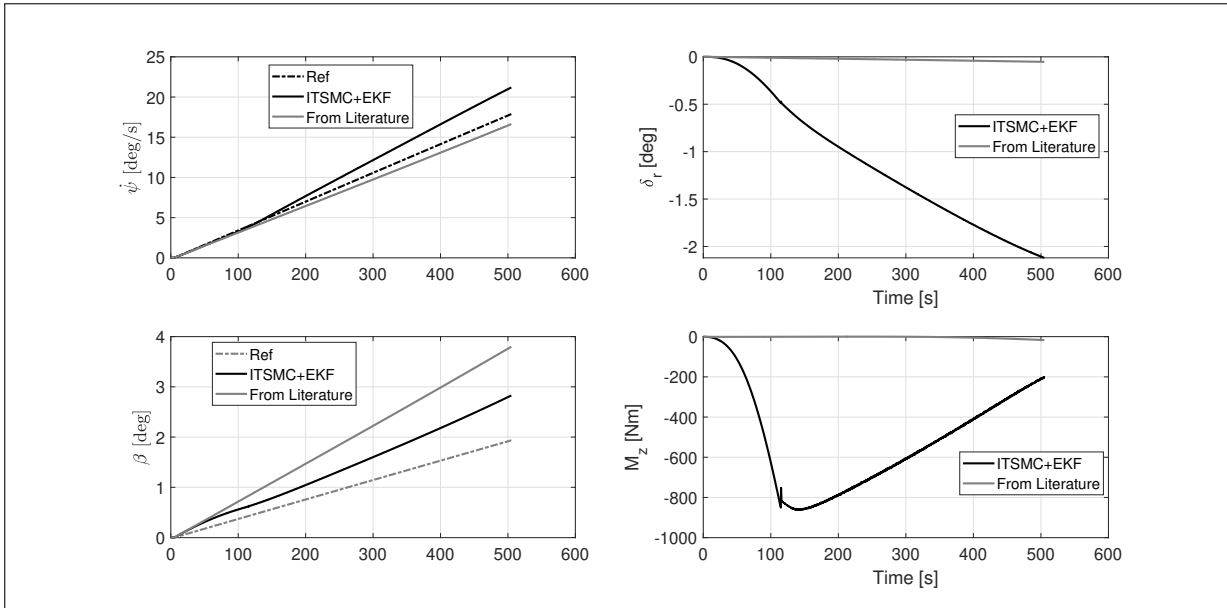 25
20
15
10
5
0
ψ̇ [deg/s]
Ref
ITSMC+EKF
From Literature
0 100 200 300 400 500 600
0
-0.5
-1
-1.5
-2
δr [deg]
ITSMC+EKF
From Literature
0 100 200 300 400 500 600
Time [s]
4
3
2
1
0
β [deg]
Ref
ITSMC+EKF
From Literature
0 100 200 300 400 500 600
0
-200
-400
-600
-800
-1000
Mz [Nm]
ITSMC+EKF
From Literature
0 100 200 300 400 500 600
Time [s]